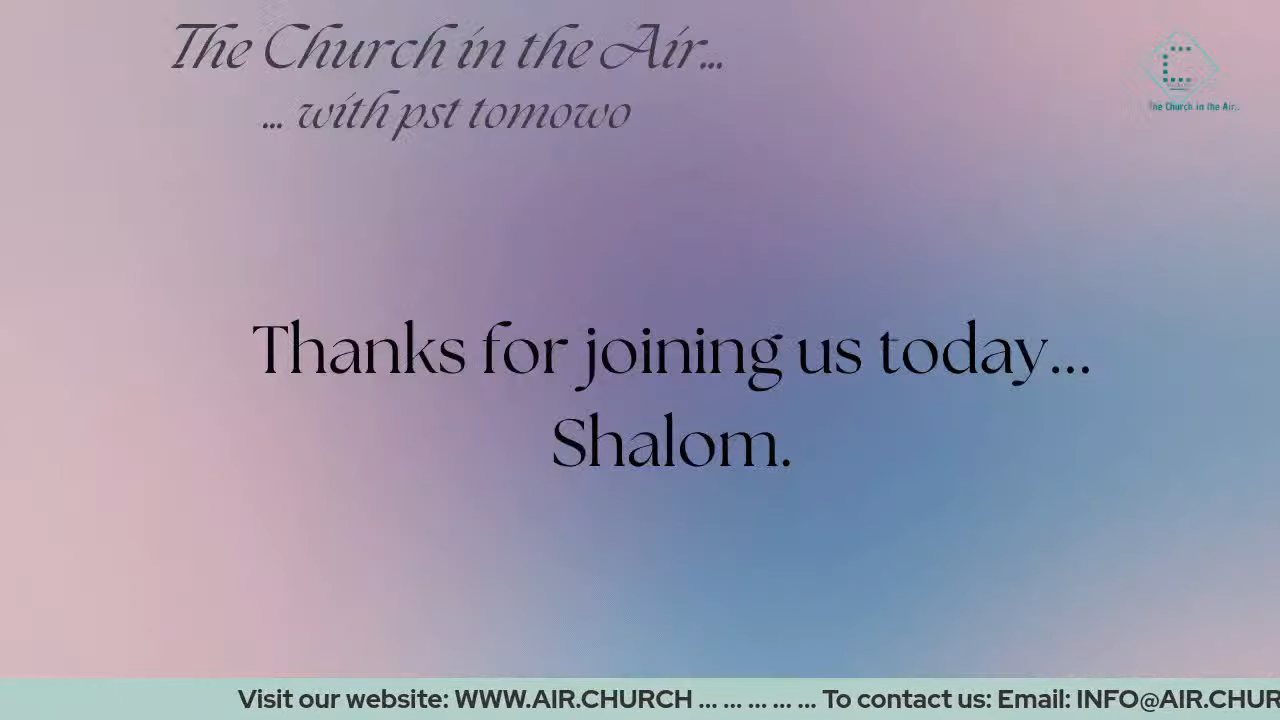 The Church in the Air...
... with pst tomowo
The Church in the Air..
Thanks for joining us today...
Shalom.
Visit our website: WWW.AIR.CHURCH ... ... ... ... ... To contact us: Email: INFO@AIR.CHUR